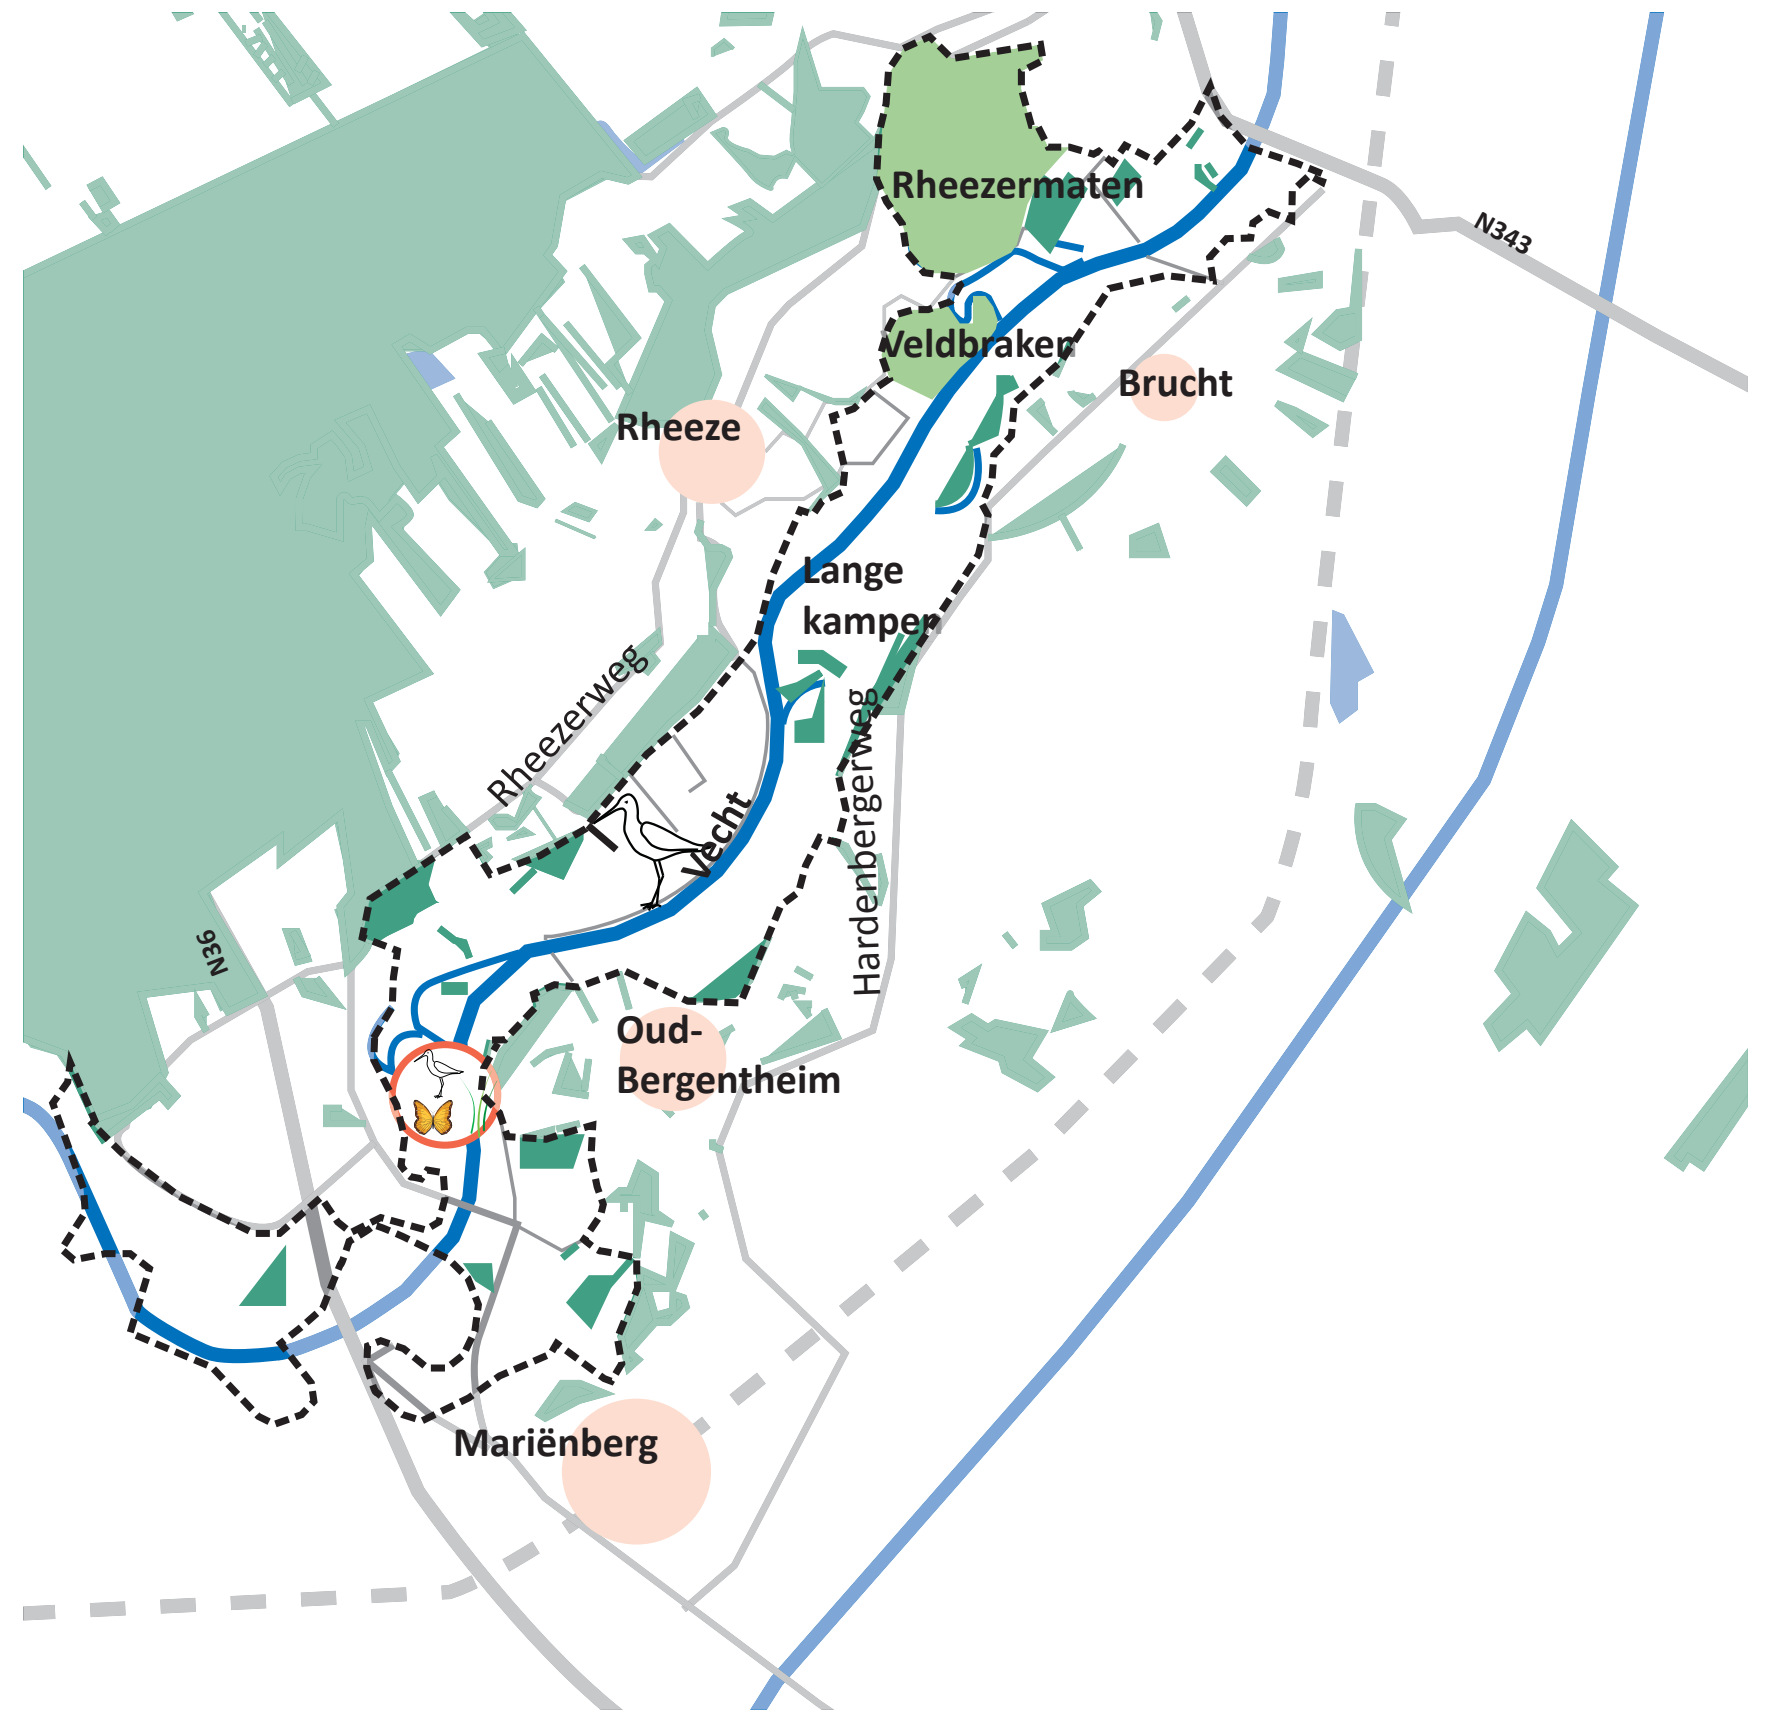 Rheezermaten
N343
Veldbraken
Brucht
Rheeze
Lange
kampen
Rheezerweg
Hardenbergerweg
Vecht
N36
Oud-
Bergentheim
Mariënberg